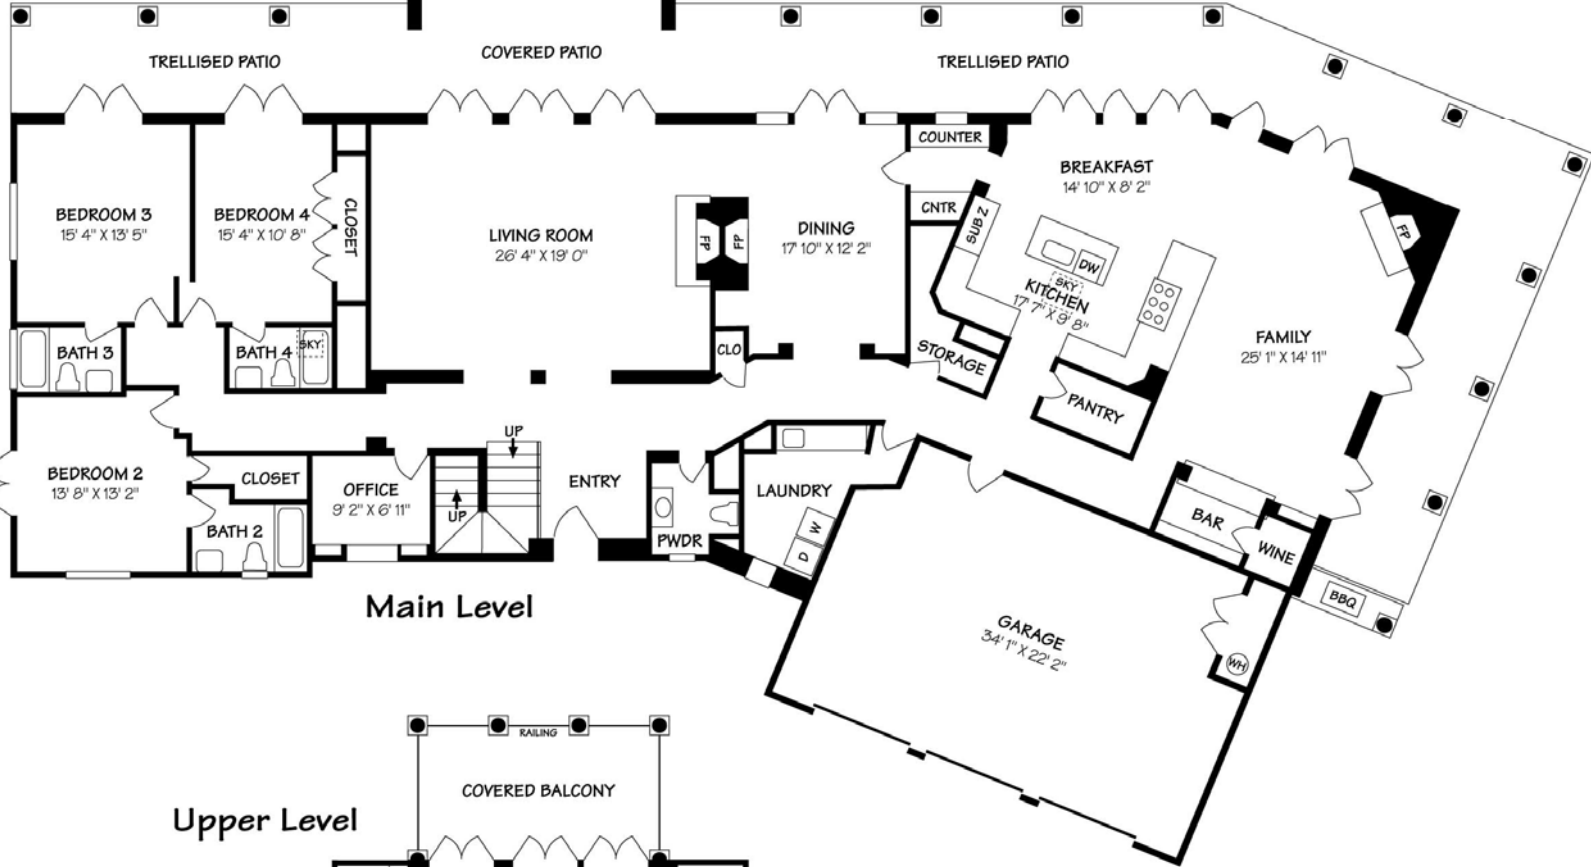 TRELLISED PATIO
COVERED PATIO
TRELLISED PATIO
COUNTER
BREAKFAST
14' 10" X 8' 2"
BEDROOM 3
15' 4" X 13' 5"
BEDROOM 4
15' 4" X 10' 8"
CLOSET
LIVING ROOM
26' 4" X 19' 0"
FP
FP
DINING
17' 10" X 12' 2"
CNTR
SUB Z
DW
SKY
KITCHEN
17' 7" X 9' 8"
FP
FAMILY
25' 1" X 14' 11"
BATH 3
BATH 4
SKY
CLO
STORAGE
PANTRY
BEDROOM 2
13' 8" X 13' 2"
CLOSET
OFFICE
9' 2" X 6' 11"
UP
UP
ENTRY
BATH 2
PWDR
LAUNDRY
W
D
BAR
WINE
BBQ
Main Level
GARAGE
34' 1" X 22' 2"
WH
RAILING
COVERED BALCONY
Upper Level